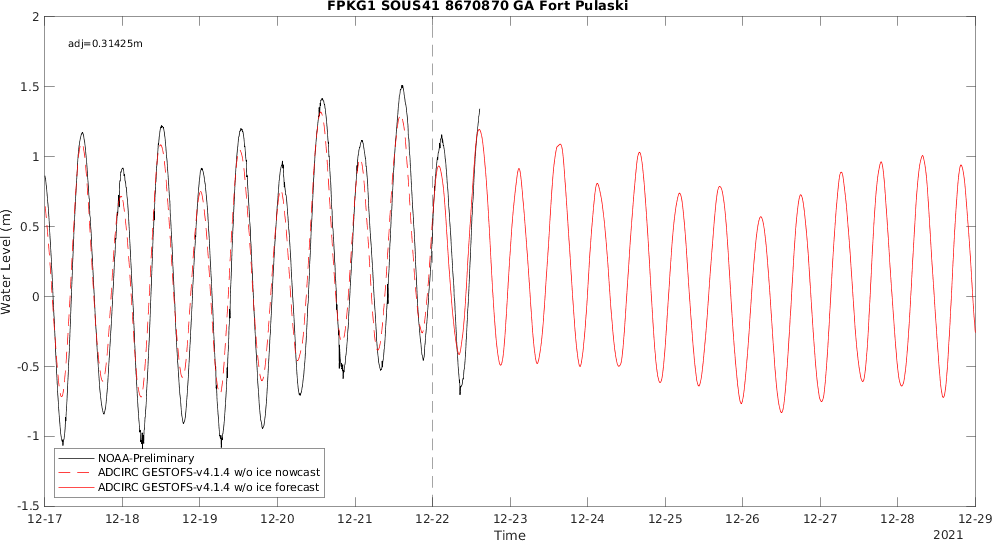 FPKG1 SOUS41 8670870 GA Fort Pulaski
2
adj=0.31425m
1.5
1
0.5
0
-0.5
-1
-1.5
Water Level (m)
NOAA-Preliminary
ADCIRC GESTOFS-v4.1.4 w/o ice nowcast
ADCIRC GESTOFS-v4.1.4 w/o ice forecast
12-17 12-18 12-19 12-20 12-21 12-22 12-23 12-24 12-25 12-26 12-27 12-28 12-29
Time
2021